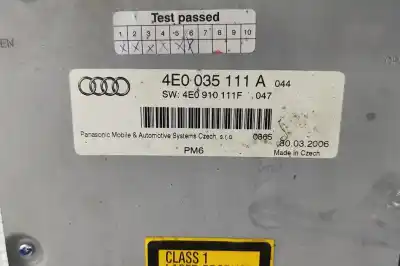 Test passed
1 2 3 4 5 6 7 8 9 10
X X X X X X
4E0 035 111 A 044
SW: 4E0 910 111F .047
Panasonic Mobile & Automotive Systems Czech, s.r.o. 0665 30.03.2006
PM6 Made in Czech
CLASS 1